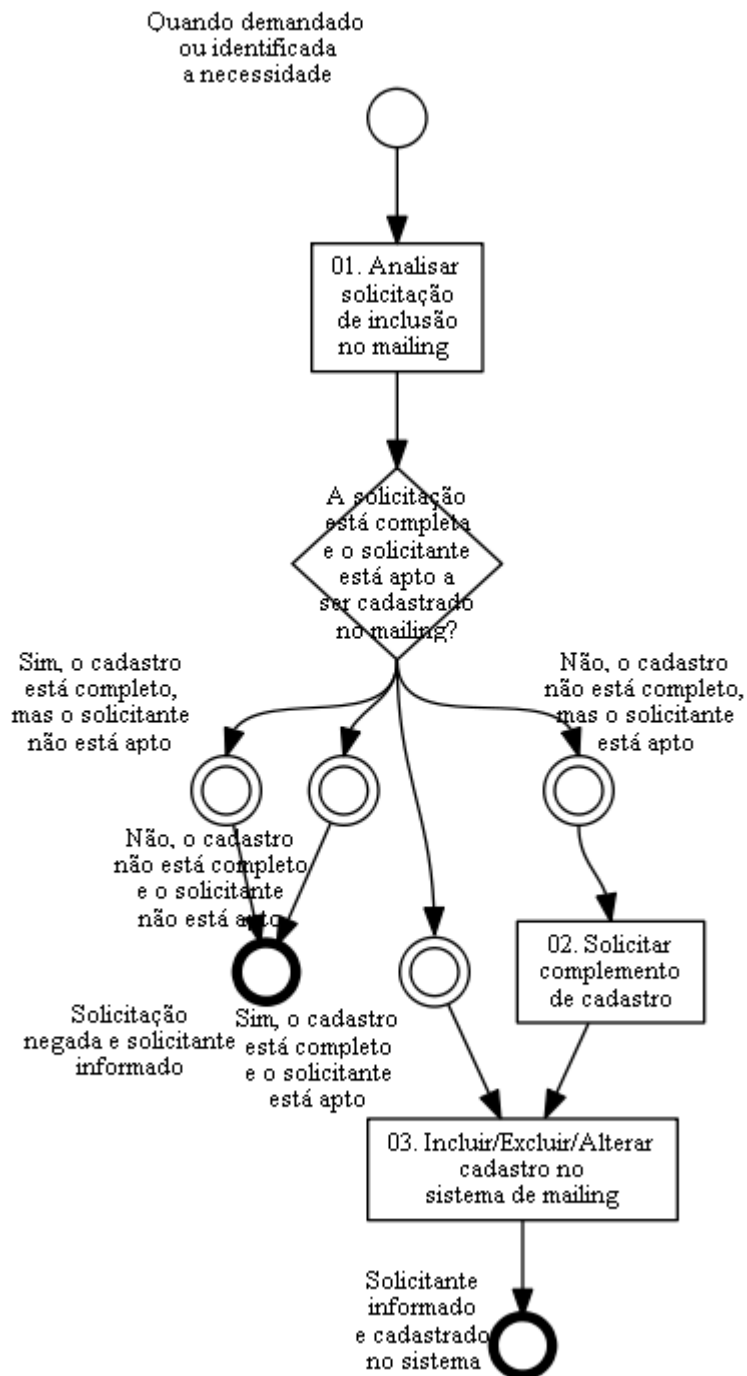 Quando demandado
ou identificada
a necessidade
01. Analisar
solicitação
de inclusão
no mailing
A solicitação
está completa
e o solicitante
está apto a
ser cadastrado
no mailing?
Sim, o cadastro
está completo,
mas o solicitante
não está apto
Não, o cadastro
não está completo,
mas o solicitante
está apto
Não, o cadastro
não está completo
e o solicitante
não está apto
02. Solicitar
complemento
de cadastro
Solicitação
negada e solicitante
informado
Sim, o cadastro
está completo
e o solicitante
está apto
03. Incluir/Excluir/Alterar
cadastro no
sistema de mailing
Solicitante
informado
e cadastrado
no sistema